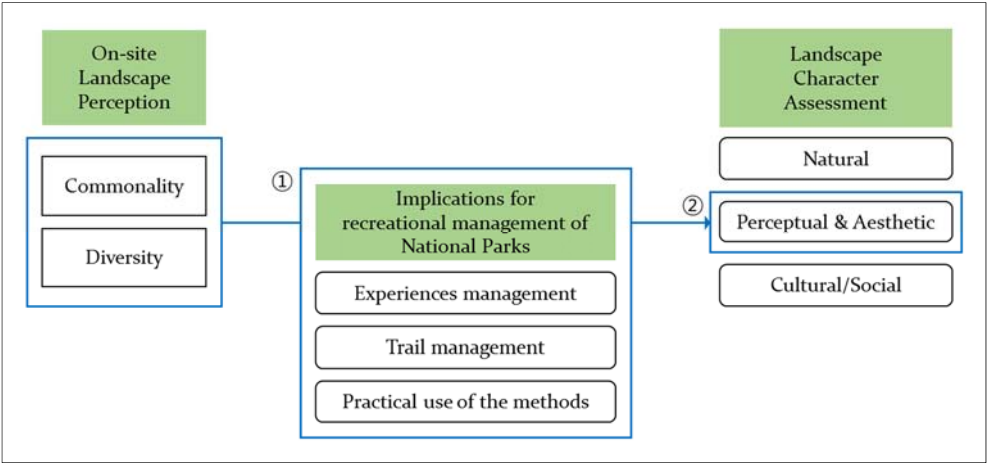 On-site
Landscape
Perception
Commonality
Diversity
①
Implications for
recreational management of
National Parks
Experiences management
Trail management
Practical use of the methods
②
Landscape
Character
Assessment
Natural
Perceptual & Aesthetic
Cultural/Social